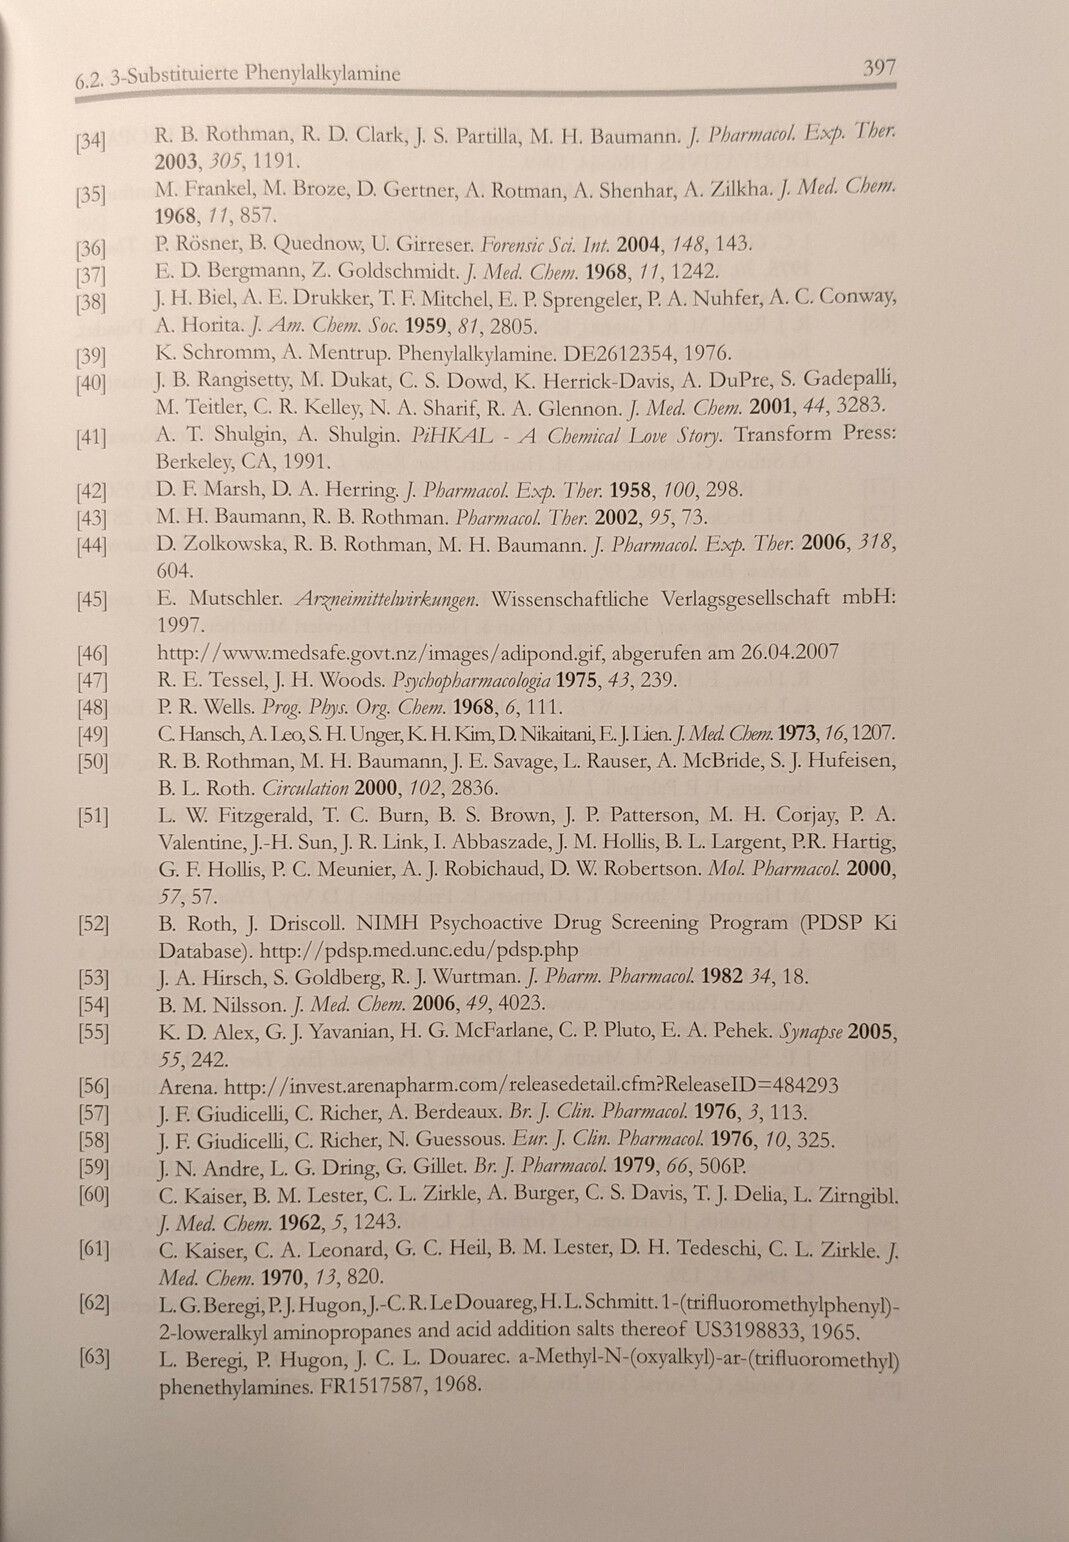 6.2. 3-Substituierte Phenylalkylamine 397
[34] R. B. Rothman, R. D. Clark, J. S. Partilla, M. H. Baumann. J. Pharmacol. Exp. Ther.
2003, 305, 1191.
[35] M. Frankel, M. Broze, D. Gertner, A. Rotman, A. Shenhar, A. Zilkha. J. Med. Chem.
1968, 11, 857.
[36] P. Rösner, B. Quednow, U. Girreser. Forensic Sci. Int. 2004, 148, 143.
[37] E. D. Bergmann, Z. Goldschmidt. J. Med. Chem. 1968, 11, 1242.
[38] J. H. Biel, A. E. Drukker, T. F. Mitchel, E. P. Sprengeler, P. A. Nuhfer, A. C. Conway,
A. Horita. J. Am. Chem. Soc. 1959, 81, 2805.
[39] K. Schromm, A. Mentrup. Phenylalkylamine. DE2612354, 1976.
[40] J. B. Rangisetty, M. Dukat, C. S. Dowd, K. Herrick-Davis, A. DuPre, S. Gadepalli,
M. Teitler, C. R. Kelley, N. A. Sharif, R. A. Glennon. J. Med. Chem. 2001, 44, 3283.
[41] A. T. Shulgin, A. Shulgin. PiHKAL - A Chemical Love Story. Transform Press:
Berkeley, CA, 1991.
[42] D. F. Marsh, D. A. Herring. J. Pharmacol. Exp. Ther. 1958, 100, 298.
[43] M. H. Baumann, R. B. Rothman. Pharmacol. Ther. 2002, 95, 73.
[44] D. Zolkowska, R. B. Rothman, M. H. Baumann. J. Pharmacol. Exp. Ther. 2006, 318,
604.
[45] E. Mutschler. Arzneimittelwirkungen. Wissenschaftliche Verlagsgesellschaft mbH:
1997.
[46] http://www.medsafe.govt.nz/images/adipond.gif, abgerufen am 26.04.2007
[47] R. E. Tessel, J. H. Woods. Psychopharmacologia 1975, 43, 239.
[48] P. R. Wells. Prog. Phys. Org. Chem. 1968, 6, 111.
[49] C. Hansch, A. Leo, S. H. Unger, K. H. Kim, D. Nikaitani, E. J. Lien. J. Med. Chem. 1973, 16, 1207.
[50] R. B. Rothman, M. H. Baumann, J. E. Savage, L. Rauser, A. McBride, S. J. Hufeisen,
B. L. Roth. Circulation 2000, 102, 2836.
[51] L. W. Fitzgerald, T. C. Burn, B. S. Brown, J. P. Patterson, M. H. Corjay, P. A.
Valentine, J.-H. Sun, J. R. Link, I. Abbaszade, J. M. Hollis, B. L. Largent, P.R. Hartig,
G. F. Hollis, P. C. Meunier, A. J. Robichaud, D. W. Robertson. Mol. Pharmacol. 2000,
57, 57.
[52] B. Roth, J. Driscoll. NIMH Psychoactive Drug Screening Program (PDSP Ki
Database). http://pdsp.med.unc.edu/pdsp.php
[53] J. A. Hirsch, S. Goldberg, R. J. Wurtman. J. Pharm. Pharmacol. 1982 34, 18.
[54] B. M. Nilsson. J. Med. Chem. 2006, 49, 4023.
[55] K. D. Alex, G. J. Yavanian, H. G. McFarlane, C. P. Pluto, E. A. Pehek. Synapse 2005,
55, 242.
[56] Arena. http://invest.arenapharm.com/releasedetail.cfm?ReleaseID=484293
[57] J. F. Giudicelli, C. Richer, A. Berdeaux. Br. J. Clin. Pharmacol. 1976, 3, 113.
[58] J. F. Giudicelli, C. Richer, N. Guessous. Eur. J. Clin. Pharmacol. 1976, 10, 325.
[59] J. N. Andre, L. G. Dring, G. Gillet. Br. J. Pharmacol. 1979, 66, 506P.
[60] C. Kaiser, B. M. Lester, C. L. Zirkle, A. Burger, C. S. Davis, T. J. Delia, L. Zirngibl.
J. Med. Chem. 1962, 5, 1243.
[61] C. Kaiser, C. A. Leonard, G. C. Heil, B. M. Lester, D. H. Tedeschi, C. L. Zirkle. J.
Med. Chem. 1970, 13, 820.
[62] L. G. Beregi, P. J. Hugon, J.-C. R. Le Douareg, H. L. Schmitt. 1-(trifluoromethylphenyl)-
2-loweralkyl aminopropanes and acid addition salts thereof US3198833, 1965.
[63] L. Beregi, P. Hugon, J. C. L. Douarec. a-Methyl-N-(oxyalkyl)-ar-(trifluoromethyl)
phenethylamines. FR1517587, 1968.